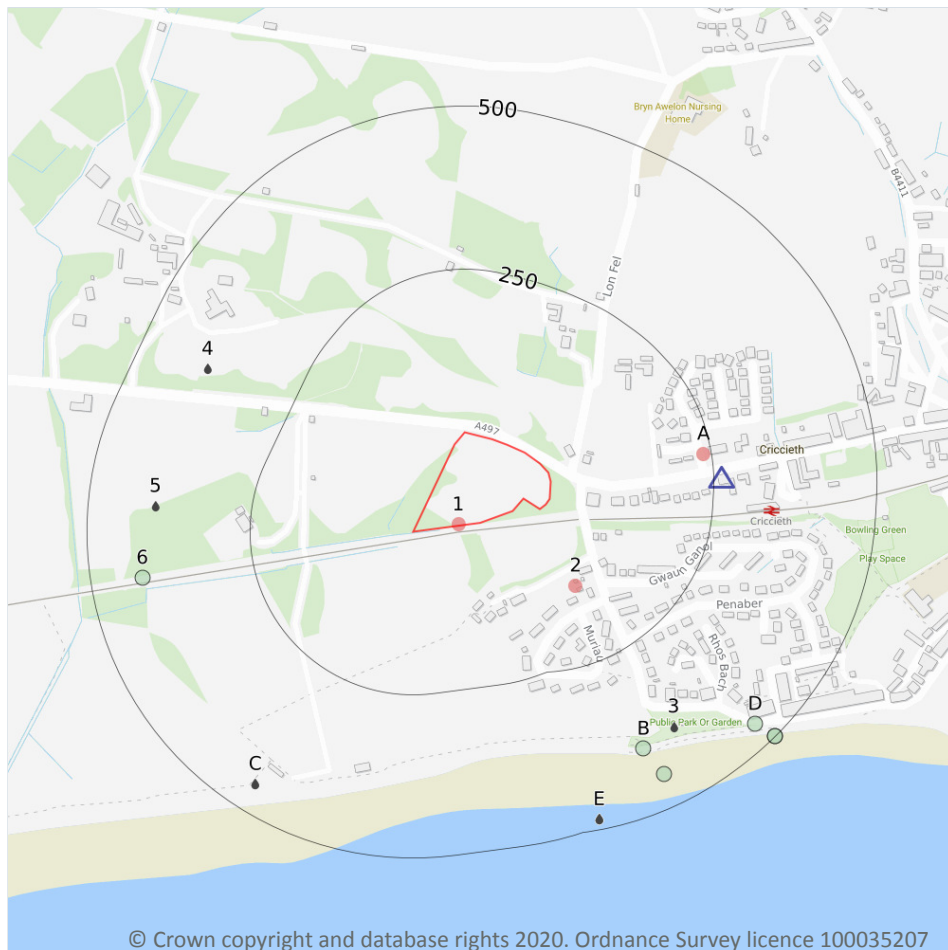 500
Bryn Awelon Nursing
Home
B4411
Lon Fel
250
4
A497
A
Criccieth
5
1
Criccieth
Bowling Green
Play Space
6
2
Gwaun Ganol
Penaber
Muriau
Rhos Bach
3
D
Public Park Or Garden
B
C
E
© Crown copyright and database rights 2020. Ordnance Survey licence 100035207